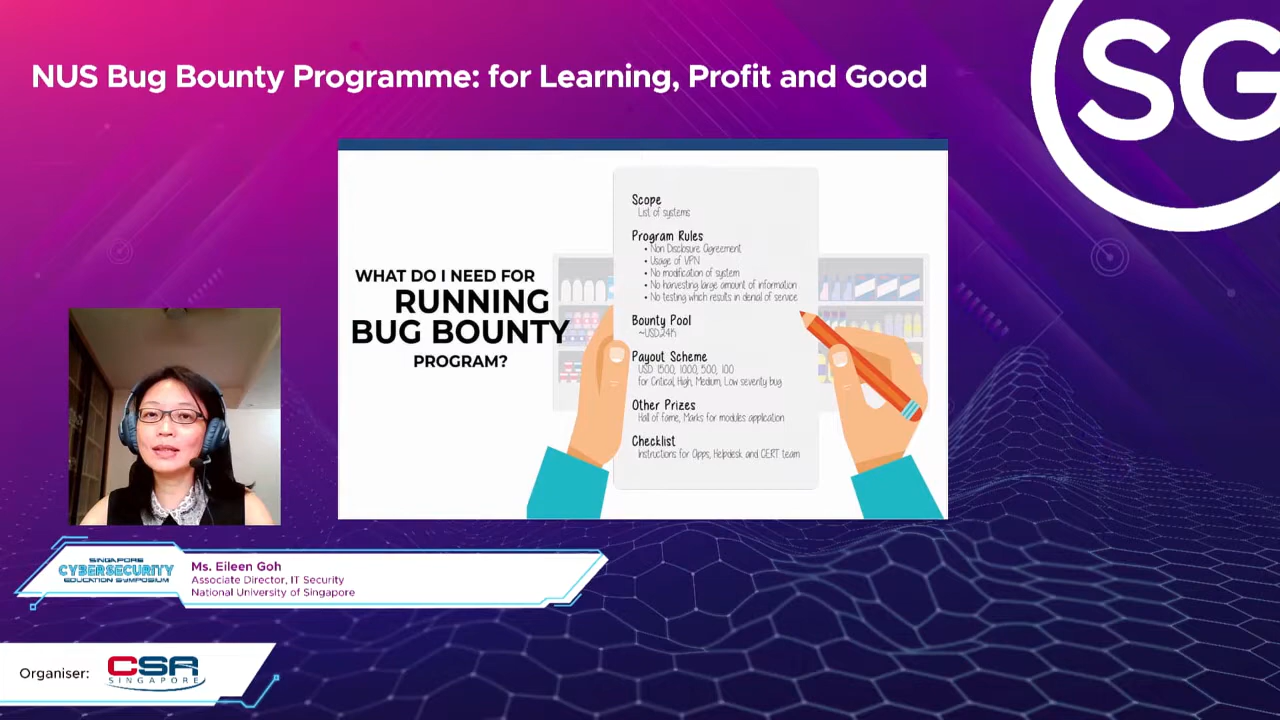 NUS Bug Bounty Programme: for Learning, Profit and Good
SG
WHAT DO I NEED FOR
RUNNING
BUG BOUNTY
PROGRAM?
Scope
List of systems
Program Rules
• Non Disclosure Agreement
• Usage of VPN
• No modification of system
• No harvesting large amount of information
• No testing which results in denial of service
Bounty Pool
~USD24K
Payout Scheme
USD 1500, 1000, 500, 100
for Critical, High, Medium, Low severity bug
Other Prizes
Hall of fame, Marks for modules application
Checklist
Instructions for Apps, Helpdesk and CERT team
SINGAPORE
CYBERSECURITY
EDUCATION SYMPOSIUM
Ms. Eileen Goh
Associate Director, IT Security
National University of Singapore
Organiser:
CSA
SINGAPORE